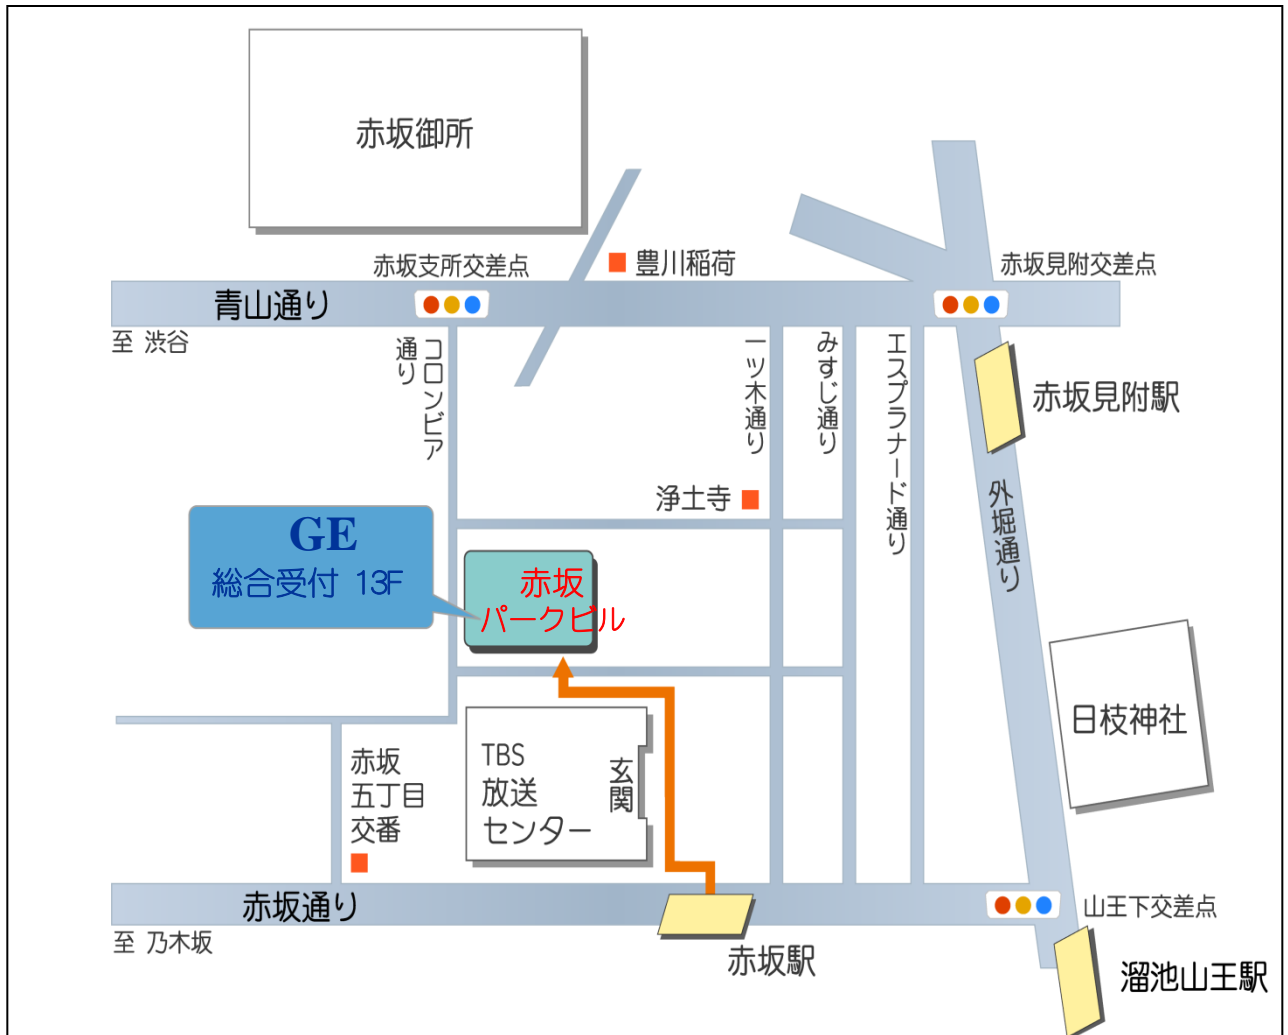 赤坂御所
赤坂支所交差点
豊川稲荷
赤坂見附交差点
青山通り
至 渋谷
コロンビア
通り
一ツ木通り
みすじ通り
エスプラナード通り
赤坂見附駅
浄土寺
外堀通り
GE
総合受付 13F
赤坂
パークビル
日枝神社
赤坂
五丁目
交番
TBS
放送
センター
玄関
赤坂通り
至 乃木坂
赤坂駅
山王下交差点
溜池山王駅